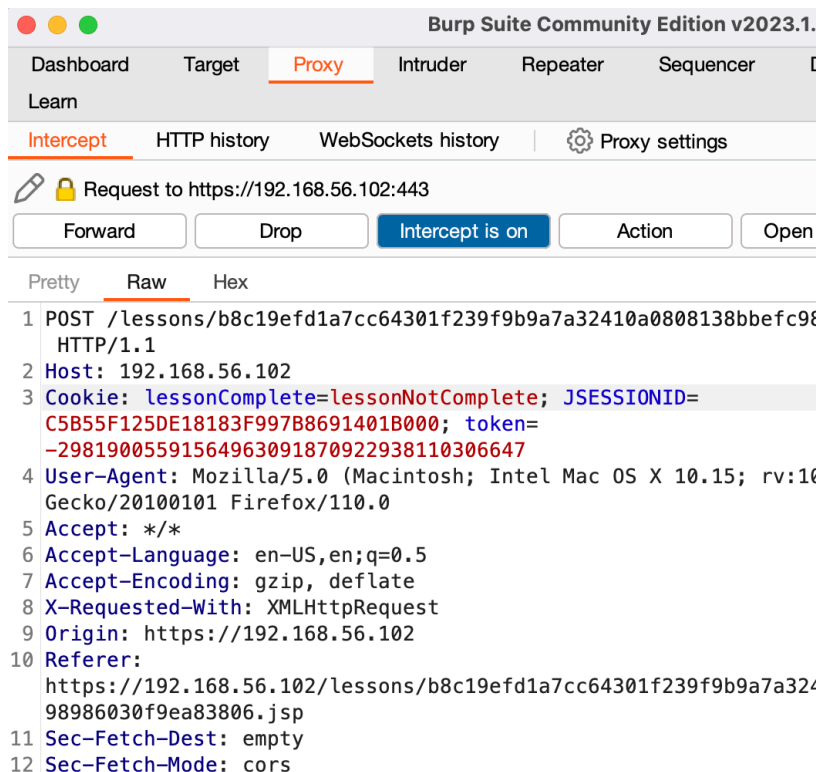 Burp Suite Community Edition v2023.1.
Dashboard Target Proxy Intruder Repeater Sequencer D
Learn
Intercept HTTP history WebSockets history Proxy settings
Request to https://192.168.56.102:443
Forward Drop Intercept is on Action Open
Pretty Raw Hex
1 POST /lessons/b8c19efd1a7cc64301f239f9b9a7a32410a0808138bbefc98
HTTP/1.1
2 Host: 192.168.56.102
3 Cookie: lessonComplete=lessonNotComplete; JSESSIONID=
C5B55F125DE18183F997B8691401B000; token=
-29819005591564963091870922938110306647
4 User-Agent: Mozilla/5.0 (Macintosh; Intel Mac OS X 10.15; rv:10
Gecko/20100101 Firefox/110.0
5 Accept: */*
6 Accept-Language: en-US,en;q=0.5
7 Accept-Encoding: gzip, deflate
8 X-Requested-With: XMLHttpRequest
9 Origin: https://192.168.56.102
10 Referer:
https://192.168.56.102/lessons/b8c19efd1a7cc64301f239f9b9a7a324
98986030f9ea83806.jsp
11 Sec-Fetch-Dest: empty
12 Sec-Fetch-Mode: cors